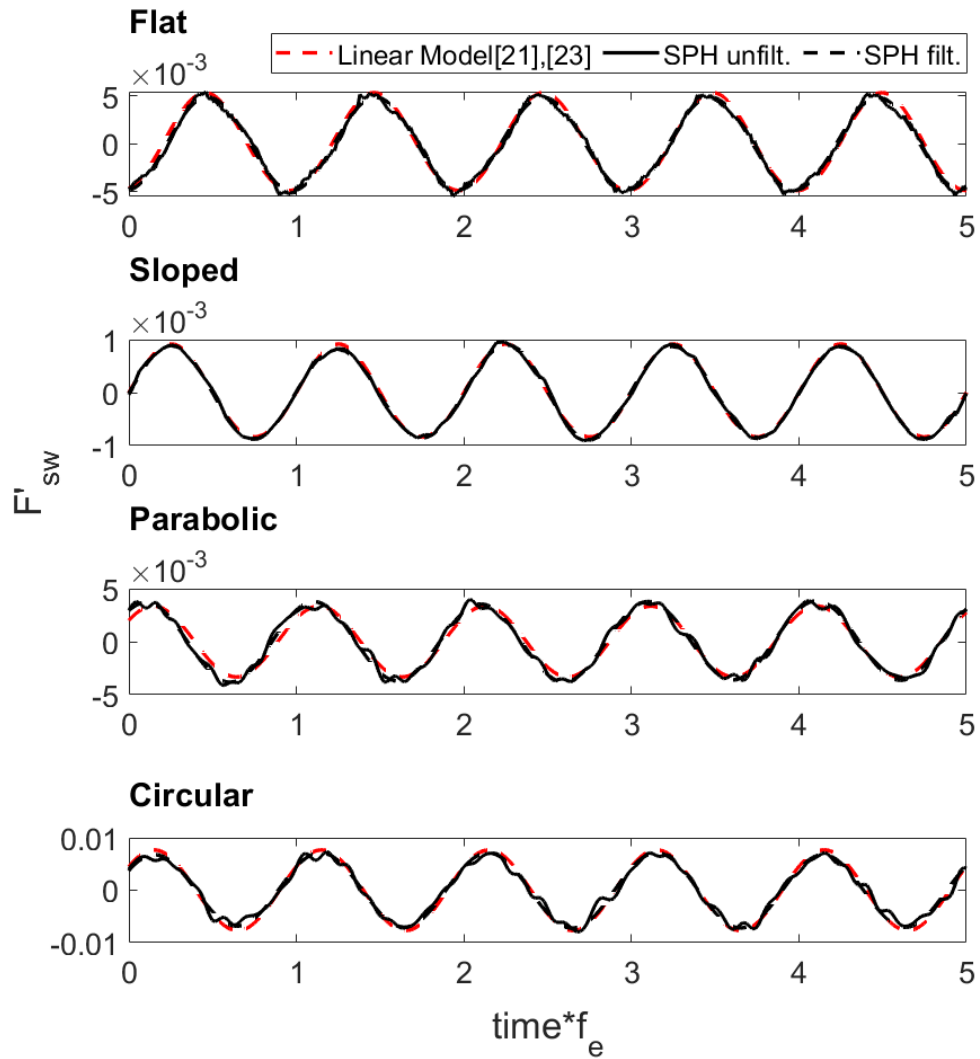 Flat
Linear Model[21],[23] SPH unfilt. SPH filt.
×10-3
5
0
-5
0 1 2 3 4 5
Sloped
×10-3
1
0
-1
0 1 2 3 4 5
F'sw
Parabolic
×10-3
5
0
-5
0 1 2 3 4 5
Circular
0.01
0
-0.01
0 1 2 3 4 5
time*fe